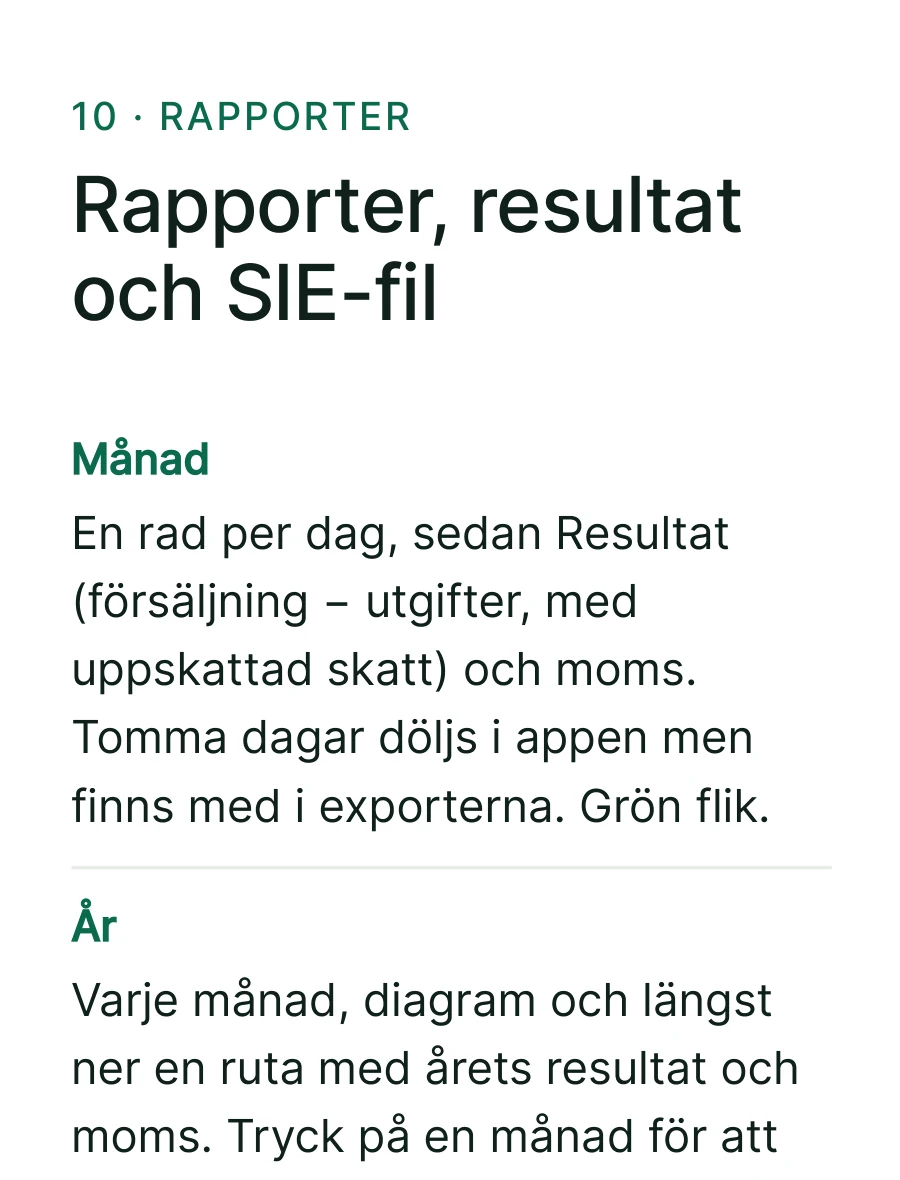 10 · RAPPORTER
Rapporter, resultat
och SIE-fil
Månad
En rad per dag, sedan Resultat
(försäljning − utgifter, med
uppskattad skatt) och moms.
Tomma dagar döljs i appen men
finns med i exporterna. Grön flik.
År
Varje månad, diagram och längst
ner en ruta med årets resultat och
moms. Tryck på en månad för att